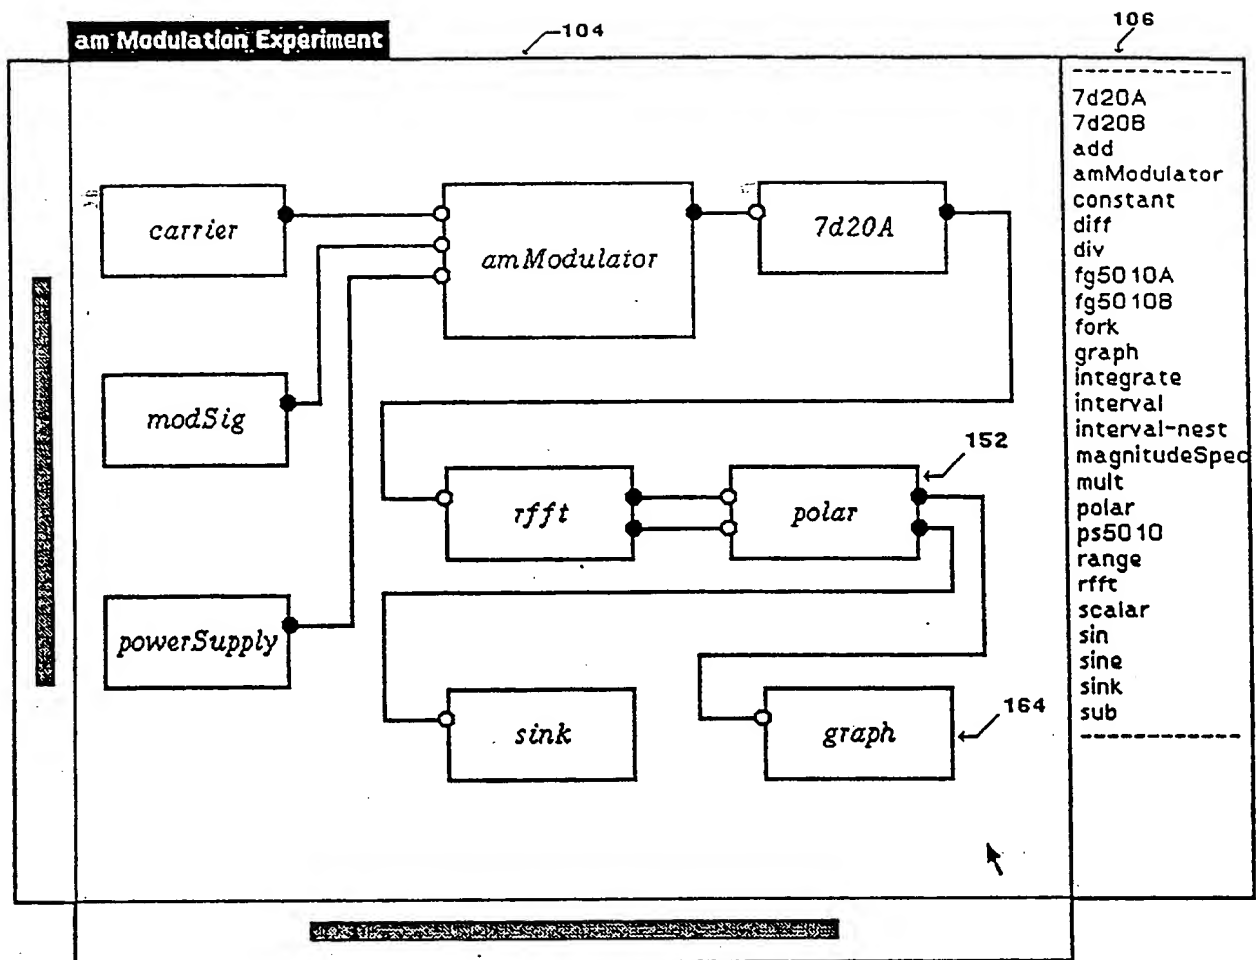 am Modulation Experiment
104
106
carrier
amModulator
7d20A
modSig
rfft
polar
152
powerSupply
sink
graph
164
7d20A
7d20B
add
amModulator
constant
diff
div
fg5010A
fg5010B
fork
graph
integrate
interval
interval-nest
magnitudeSpec
mult
polar
ps5010
range
rfft
scalar
sin
sine
sink
sub